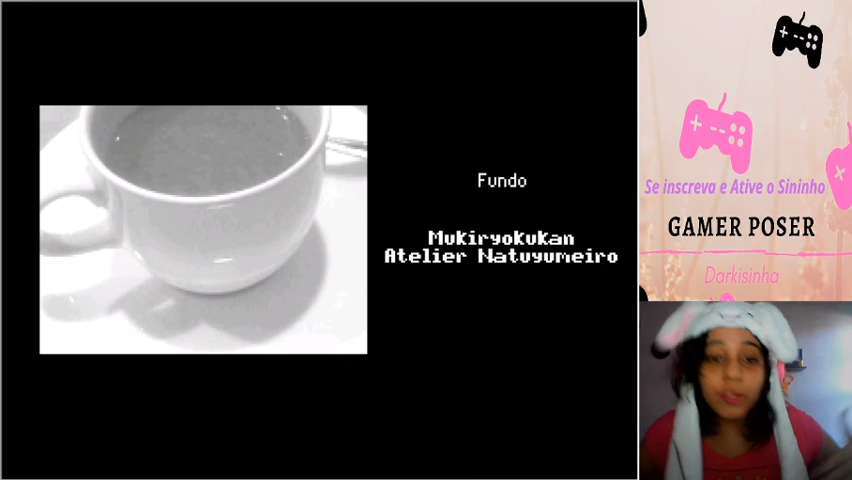 Fundo
Mukiryokukan
Atelier Natuyumeiro
Se inscreva e Ative o Sininho
GAMER POSER
Darkisinha